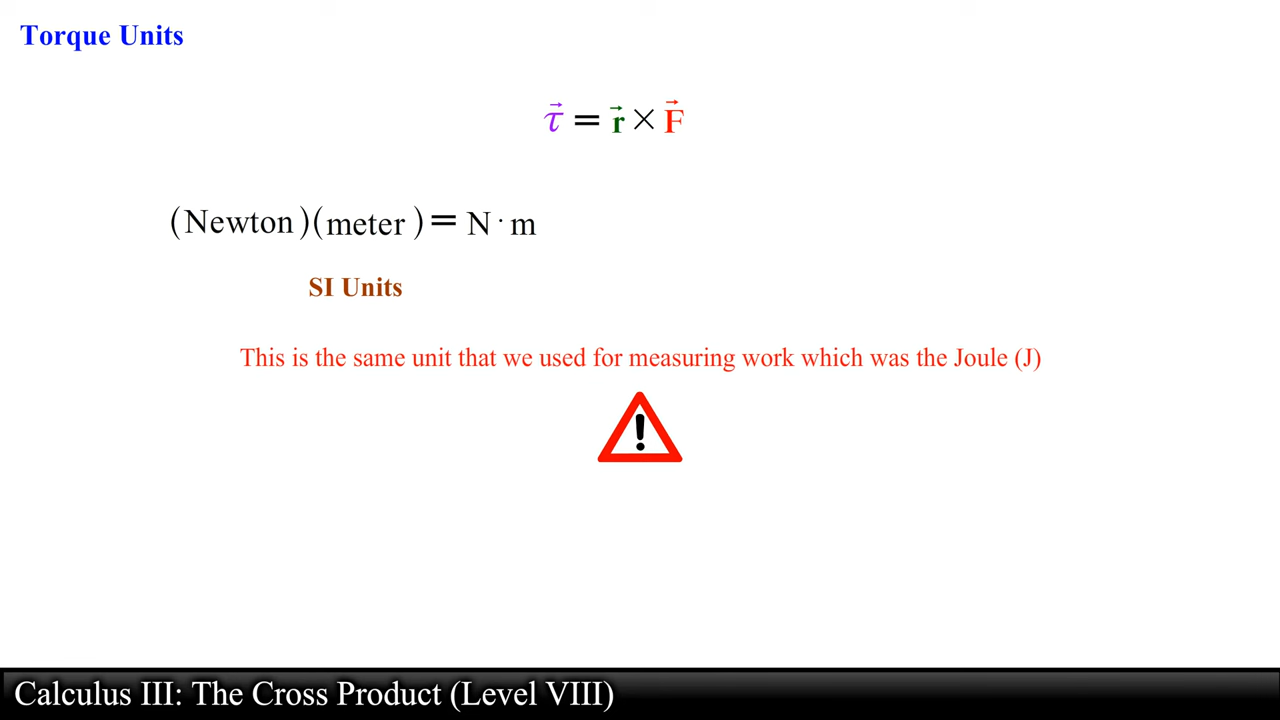 Torque Units
τ⃗ = r⃗ × F⃗
(Newton)(meter) = N · m
SI Units
This is the same unit that we used for measuring work which was the Joule (J)
!
Calculus III: The Cross Product (Level VIII)